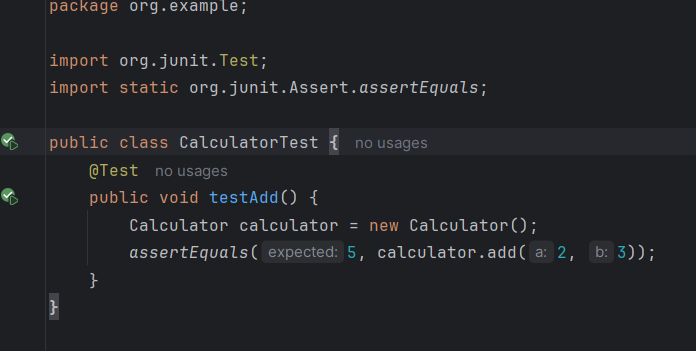 package org.example;
import org.junit.Test;
import static org.junit.Assert.assertEquals;
public class CalculatorTest { no usages
@Test no usages
public void testAdd() {
Calculator calculator = new Calculator();
assertEquals( expected: 5, calculator.add( a: 2, b: 3));
}
}